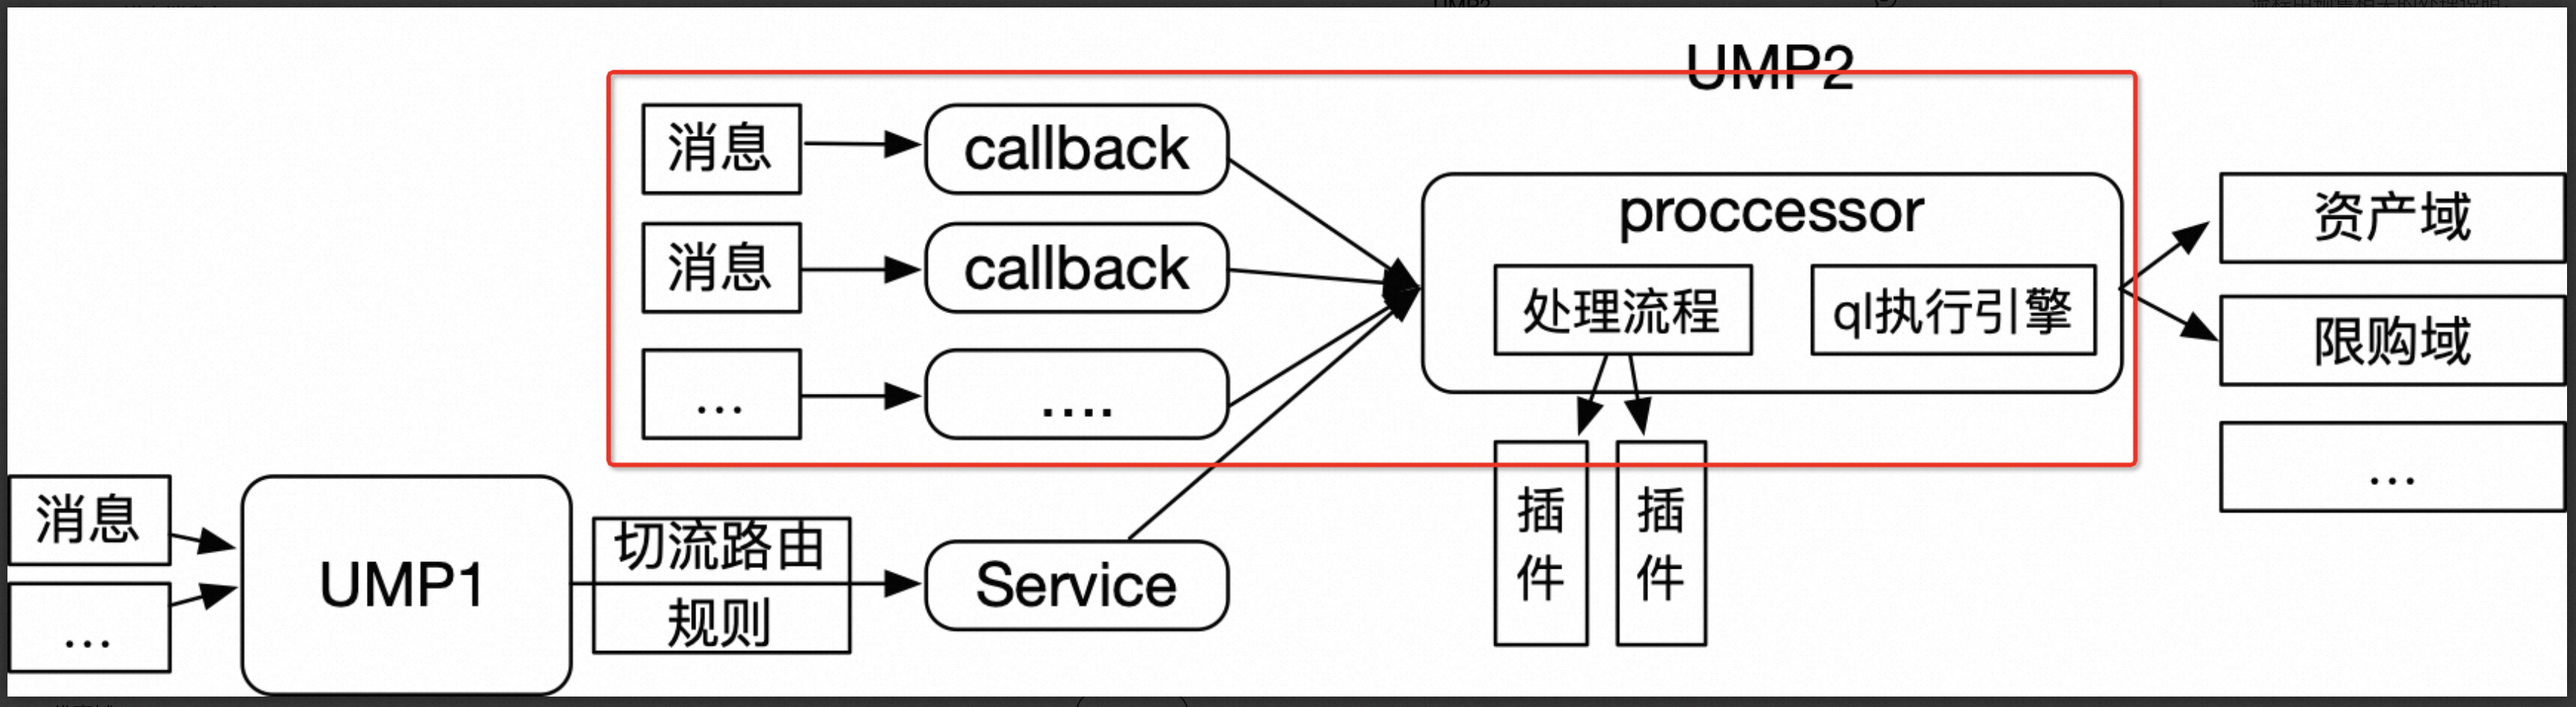 UMP2
消息
callback
消息
callback
...
....
proccessor
处理流程
ql执行引擎
插
件
插
件
资产域
限购域
...
消息
...
UMP1
切流路由
规则
Service